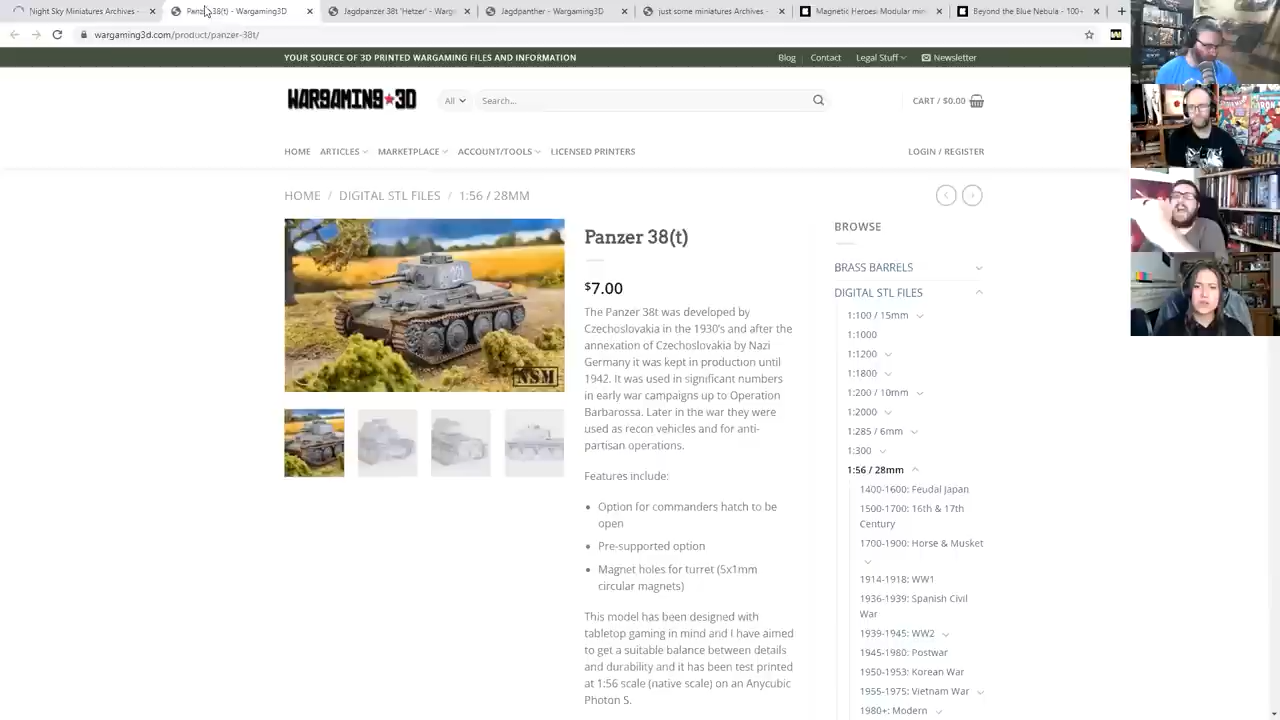 Night Sky Miniatures Archives -
Panzer 38(t) - Wargaming3D
Jagdpanzer 38t "Hetzer" - Warga
Jagdpanther - Wargaming3D
just some miniatures Archives -
Magnetic Heroes: Modular min
Beyond the Blue Nebula - 100+
wargaming3d.com/product/panzer-38t/
YOUR SOURCE OF 3D PRINTED WARGAMING FILES AND INFORMATION
Blog
Contact
Legal Stuff
Newsletter
WARGAMING 3D
All
Search...
CART / $0.00
HOME
ARTICLES
MARKETPLACE
ACCOUNT/TOOLS
LICENSED PRINTERS
LOGIN / REGISTER
HOME / DIGITAL STL FILES / 1:56 / 28MM
NSM
Panzer 38(t)
$7.00
The Panzer 38t was developed by
Czechoslovakia in the 1930's and after the
annexation of Czechoslovakia by Nazi
Germany it was kept in production until
1942. It was used in significant numbers
in early war campaigns up to Operation
Barbarossa. Later in the war they were
used as recon vehicles and for anti-
partisan operations.
Features include:
Option for commanders hatch to be
open
Pre-supported option
Magnet holes for turret (5x1mm
circular magnets)
This model has been designed with
tabletop gaming in mind and I have aimed
to get a suitable balance between details
and durability and it has been test printed
at 1:56 scale (native scale) on an Anycubic
Photon S.
BROWSE
BRASS BARRELS
DIGITAL STL FILES
1:100 / 15mm
1:1000
1:1200
1:1800
1:200 / 10mm
1:2000
1:285 / 6mm
1:300
1:56 / 28mm
1400-1600: Feudal Japan
1500-1700: 16th & 17th
Century
1700-1900: Horse & Musket
1914-1918: WW1
1936-1939: Spanish Civil
War
1939-1945: WW2
1945-1980: Postwar
1950-1953: Korean War
1955-1975: Vietnam War
1980+: Modern